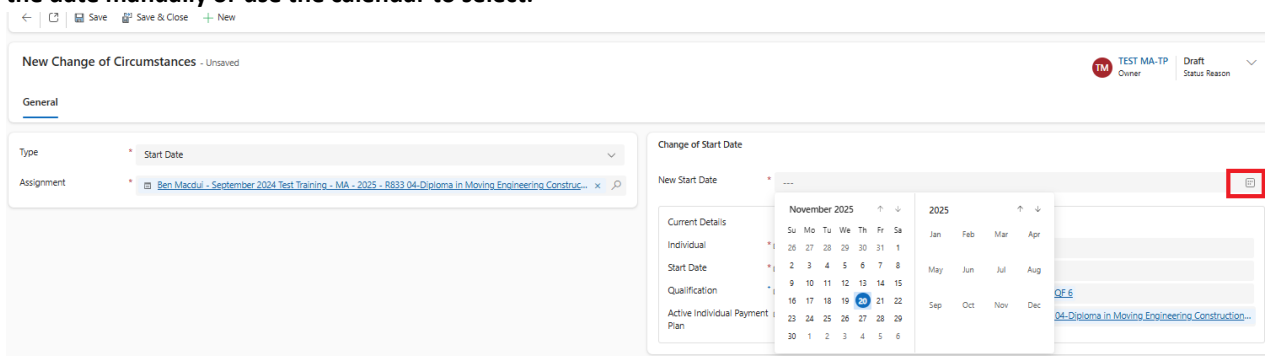 the date manually or use the calendar to select.
Save Save & Close New
New Change of Circumstances - Unsaved
TM TEST MA-TP Draft
Owner Status Reason
General
Type * Start Date
Assignment * Ben Macdui - September 2024 Test Training - MA - 2025 - R833 04-Diploma in Moving Engineering Construc...
Change of Start Date
New Start Date * ---
November 2025
Su Mo Tu We Th Fr Sa
26 27 28 29 30 31 1
2 3 4 5 6 7 8
9 10 11 12 13 14 15
16 17 18 19 20 21 22
23 24 25 26 27 28 29
30 1 2 3 4 5 6
2025
Jan Feb Mar Apr
May Jun Jul Aug
Sep Oct Nov Dec
Current Details
Individual *
Start Date *
Qualification *
QF 6
Active Individual Payment
Plan
04-Diploma in Moving Engineering Construction...